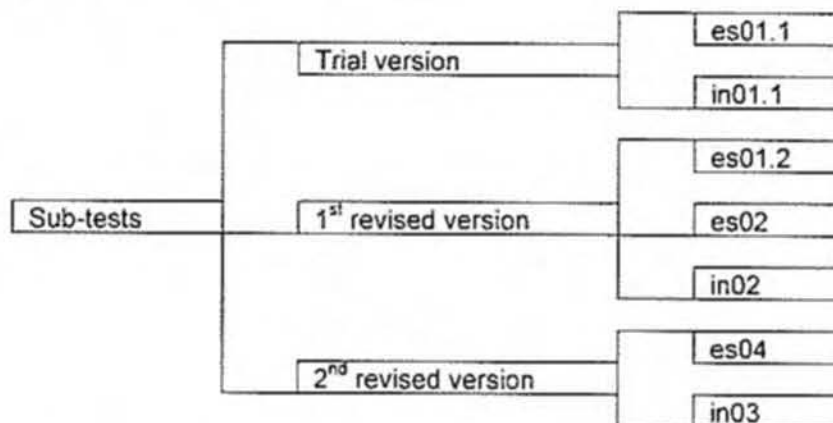 es01.1
Trial version
in01.1
es01.2
Sub-tests
1st revised version
es02
in02
es04
2nd revised version
in03